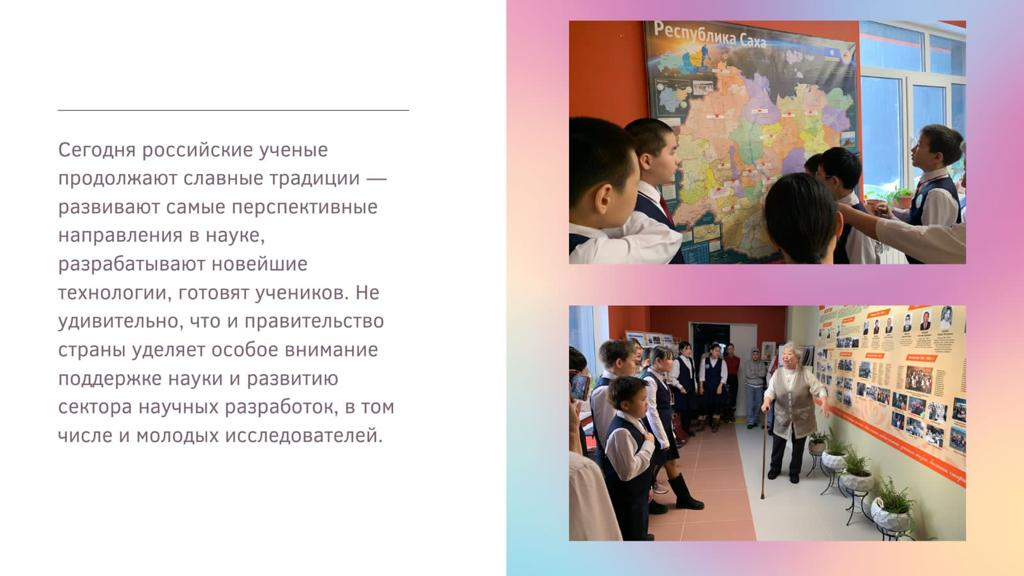 Сегодня российские ученые
продолжают славные традиции —
развивают самые перспективные
направления в науке,
разрабатывают новейшие
технологии, готовят учеников. Не
удивительно, что и правительство
страны уделяет особое внимание
поддержке науки и развитию
сектора научных разработок, в том
числе и молодых исследователей.
Республика Саха